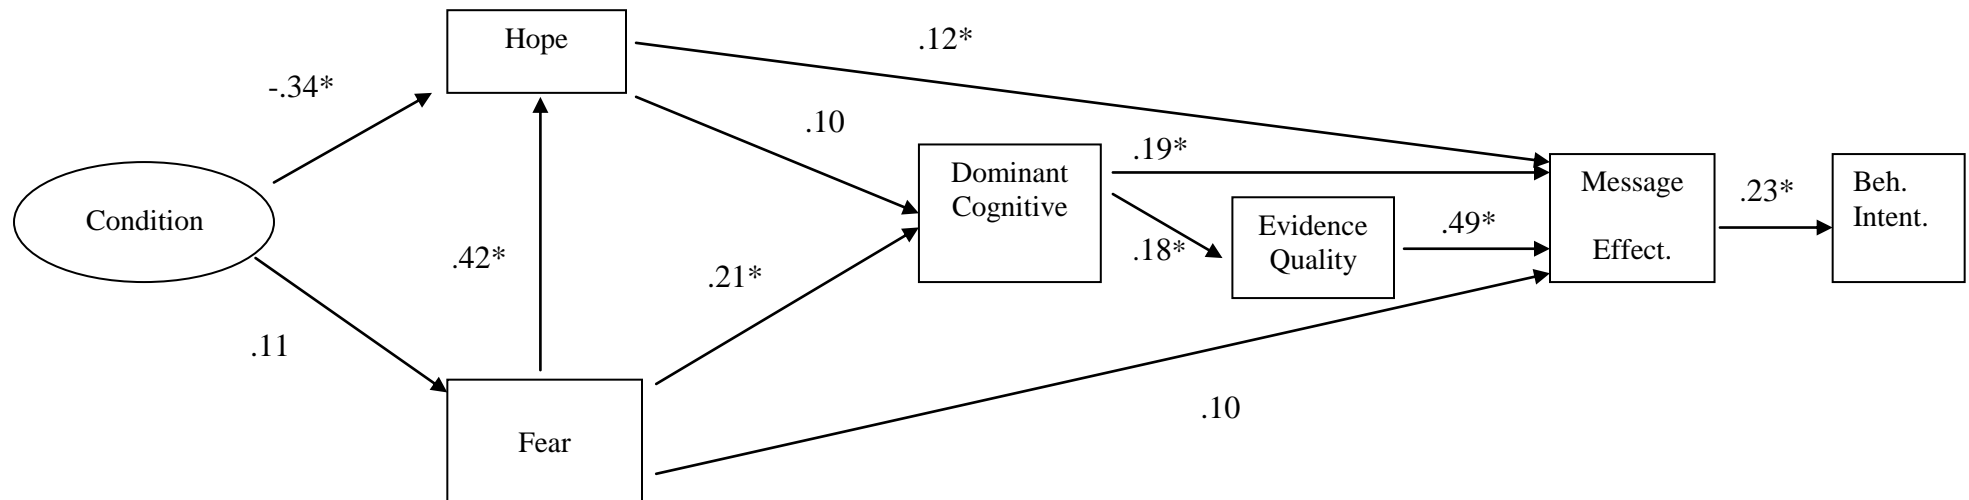 Hope
.12*
-.34*
.10
Dominant
Cognitive
.19*
Message
Effect.
.23*
Beh.
Intent.
Condition
Evidence
Quality
.49*
.18*
.42*
.21*
.11
.10
Fear